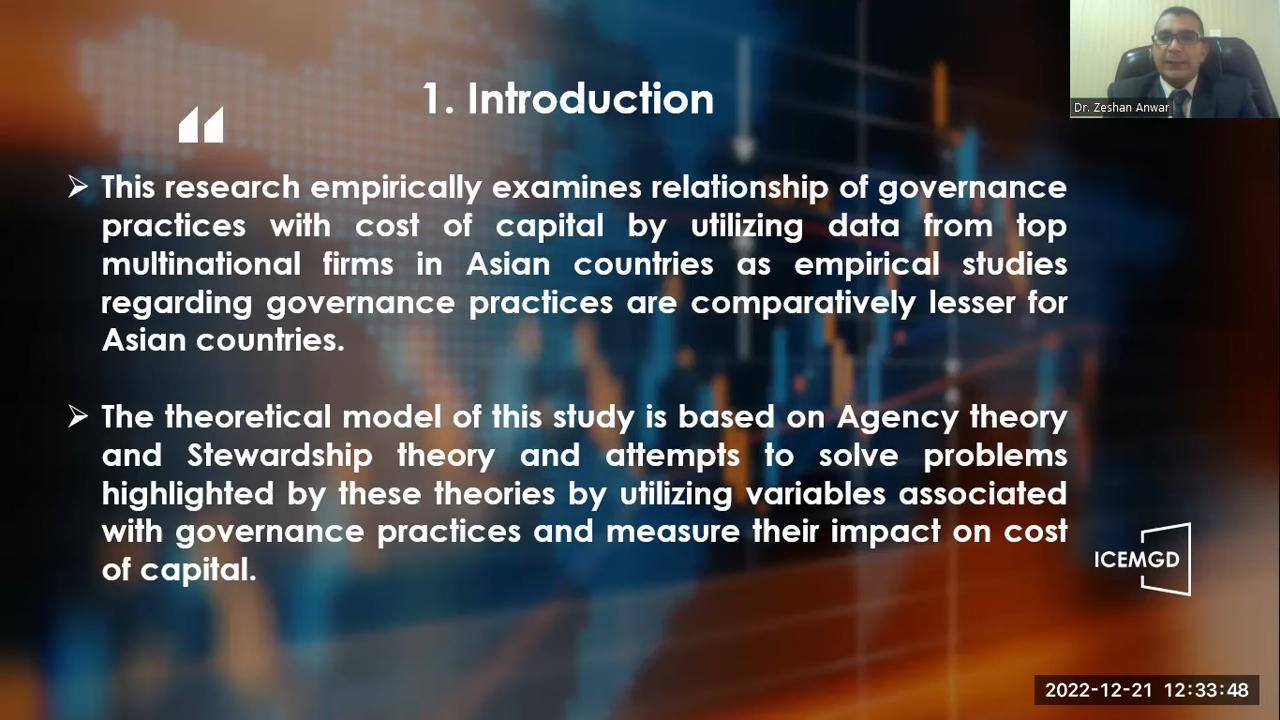 1. Introduction
This research empirically examines relationship of governance
practices with cost of capital by utilizing data from top
multinational firms in Asian countries as empirical studies
regarding governance practices are comparatively lesser for
Asian countries.
The theoretical model of this study is based on Agency theory
and Stewardship theory and attempts to solve problems
highlighted by these theories by utilizing variables associated
with governance practices and measure their impact on cost
of capital.
Dr. Zeshan Anwar
ICEMGD
2022-12-21 12:33:48